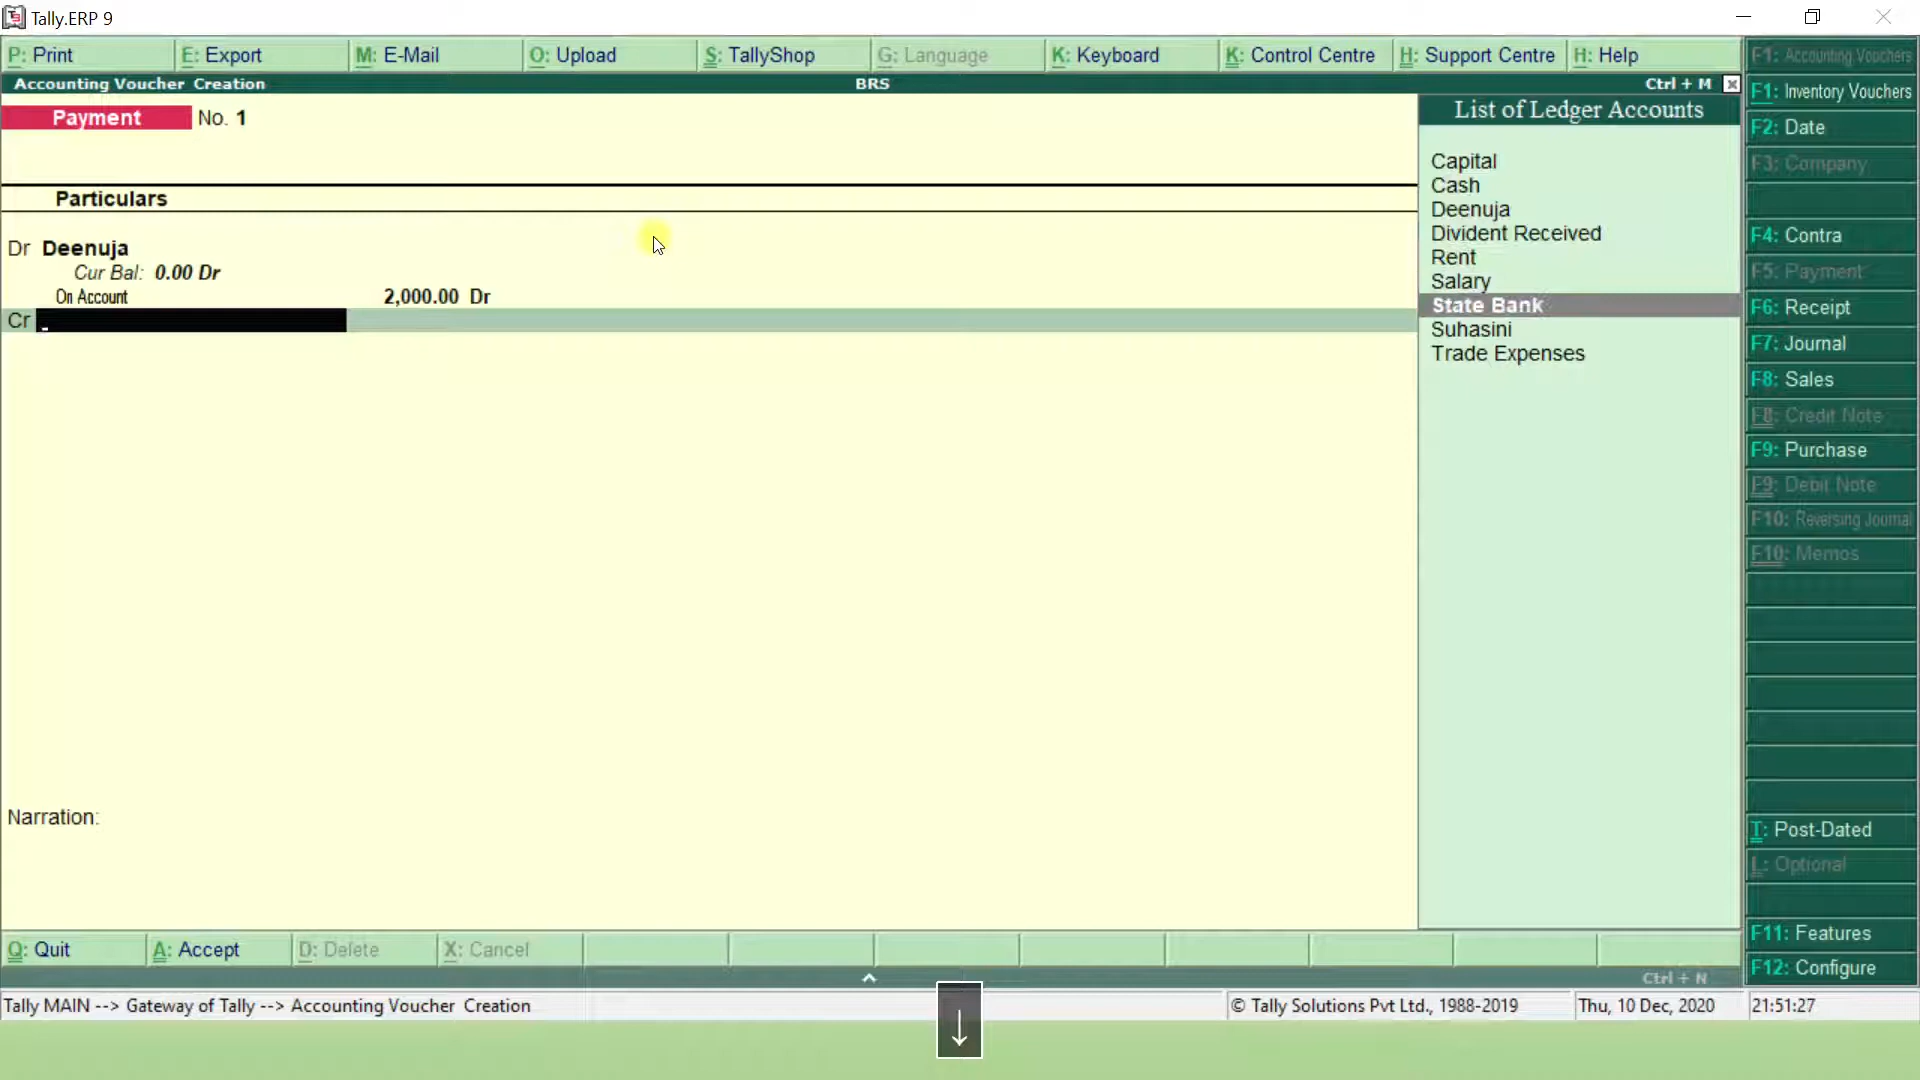 Tally.ERP 9
P: Print
E: Export
M: E-Mail
O: Upload
S: TallyShop
G: Language
K: Keyboard
K: Control Centre
H: Support Centre
H: Help
Accounting Voucher Creation
BRS
Ctrl + M
Payment No. 1
Particulars
Dr Deenuja
Cur Bal: 0.00 Dr
On Account 2,000.00 Dr
Cr
Narration:
List of Ledger Accounts
Capital
Cash
Deenuja
Divident Received
Rent
Salary
State Bank
Suhasini
Trade Expenses
F1: Accounting Vouchers
F1: Inventory Vouchers
F2: Date
F3: Company
F4: Contra
F5: Payment
F6: Receipt
F7: Journal
F8: Sales
F8: Credit Note
F9: Purchase
F9: Debit Note
F10: Reversing Journal
F10: Memos
T: Post-Dated
L: Optional
F11: Features
F12: Configure
Q: Quit
A: Accept
D: Delete
X: Cancel
Ctrl + N
Tally MAIN --> Gateway of Tally --> Accounting Voucher Creation
© Tally Solutions Pvt Ltd., 1988-2019
Thu, 10 Dec, 2020
21:51:27